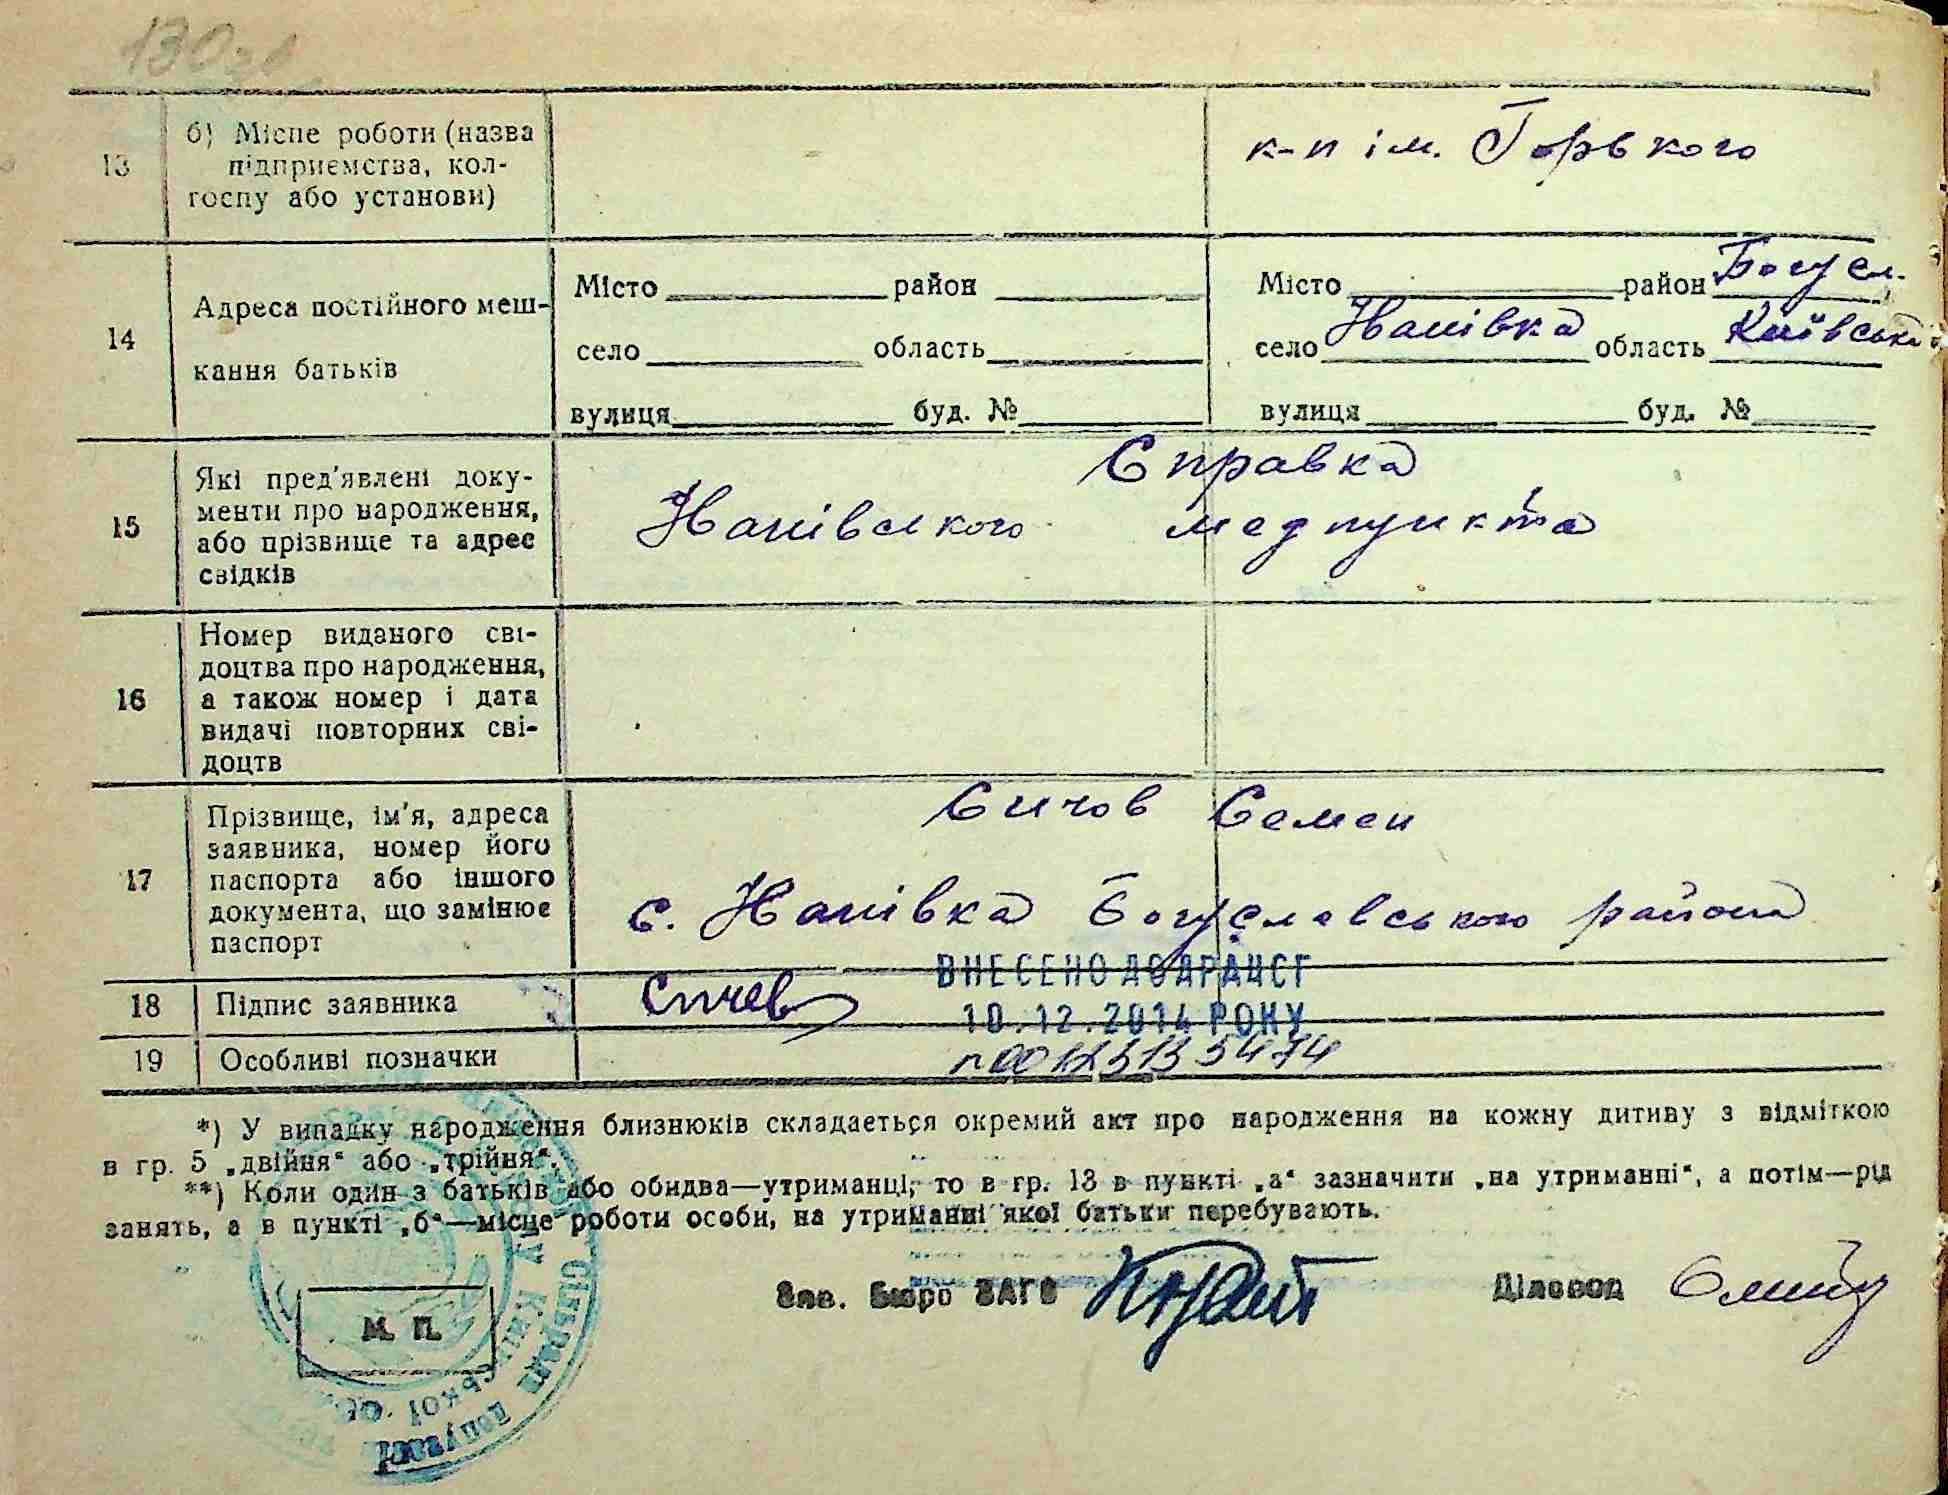 130зв.
13
б) Місце роботи (назва
підприємства, кол-
госпу або установи)
к-п ім. Горького
14
Адреса постійного меш-
кання батьків
Місто район
село область
вулиця буд. №
Місто район Богусл.
село Нанівка область Київська
вулиця буд. №
15
Які пред'явлені доку-
менти про народження,
або прізвище та адрес
свідків
Справка
Нанівського медпункта
16
Номер виданого сві-
доцтва про народження,
а також номер і дата
видачі повторних сві-
доцтв
17
Прізвище, ім'я, адреса
заявника, номер його
паспорта або іншого
документа, що замінює
паспорт
Сичов Семен
с. Нанівка Богуславського района
18
Підпис заявника
Сичов
ВНЕСЕНО ДО ДРАЦСГ
10.12.2014 РОКУ
19
Особливі позначки
*) У випадку народження близнюків складається окремий акт про народження на кожну дитину з відміткою
в гр. 5 „двійня“ або „трійня“.
**) Коли один з батьків або обидва—утриманці, то в гр. 13 в пункті „а“ зазначити „на утриманні“, а потім—рід
занять, а в пункті „б“—місце роботи особи, на утриманні якої батьки перебувають.
Зав. Бюро ЗАГС
Діловод
М. П.